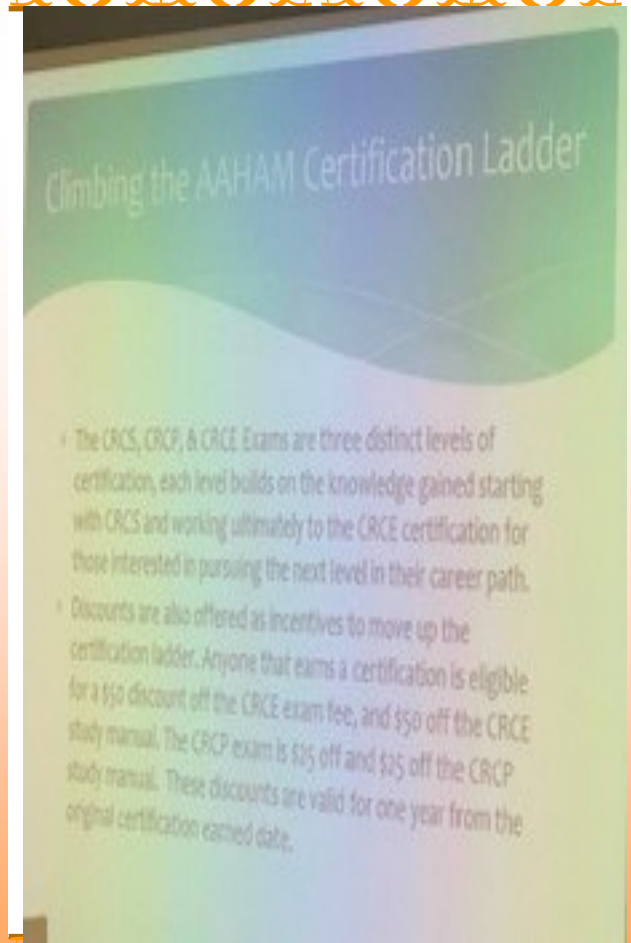 Climbing the AAHAM Certification Ladder
The CRCS, CRCP, & CRCE Exams are three distinct levels of
certification, each level builds on the knowledge gained starting
with CRCS and working ultimately to the CRCE certification for
those interested in pursuing the next level in their career path.
Discounts are also offered as incentives to move up the
certification ladder. Anyone that earns a certification is eligible
for a $50 discount off the CRCE exam fee, and $50 off the CRCE
study manual. The CRCP exam is $25 off and $25 off the CRCP
study manual. These discounts are valid for one year from the
original certification earned date.